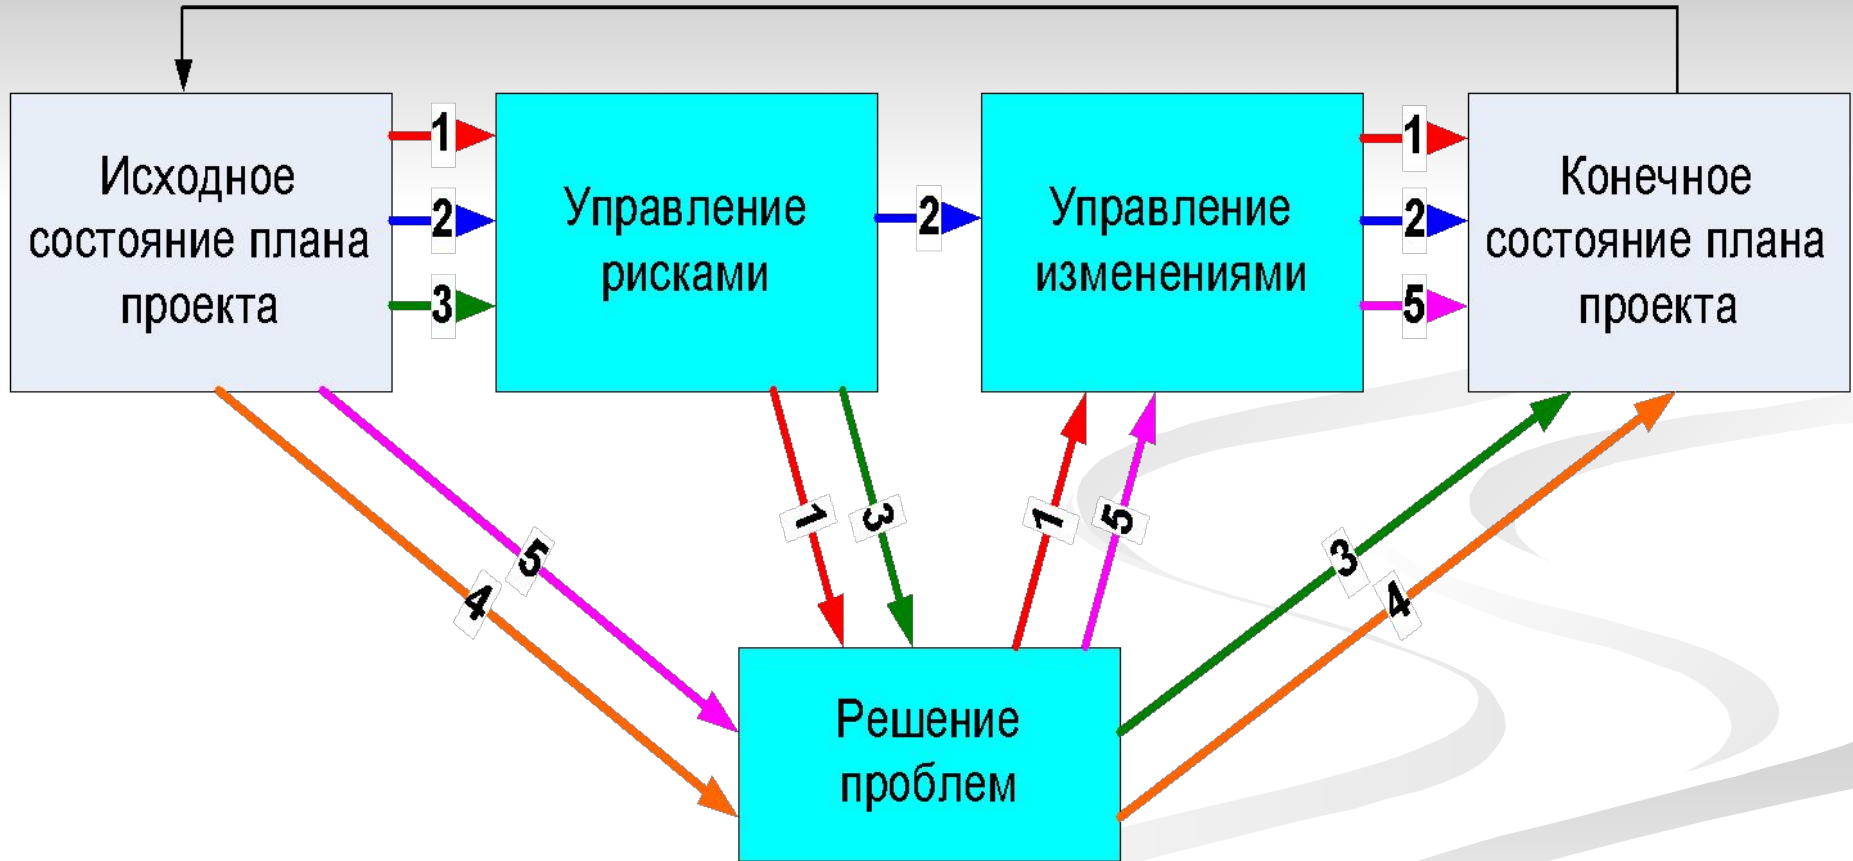 Исходное
состояние плана
проекта
1
2
3
Управление
рисками
2
Управление
изменениями
1
2
5
Конечное
состояние плана
проекта
1
3
1
5
5
4
3
4
Решение
проблем